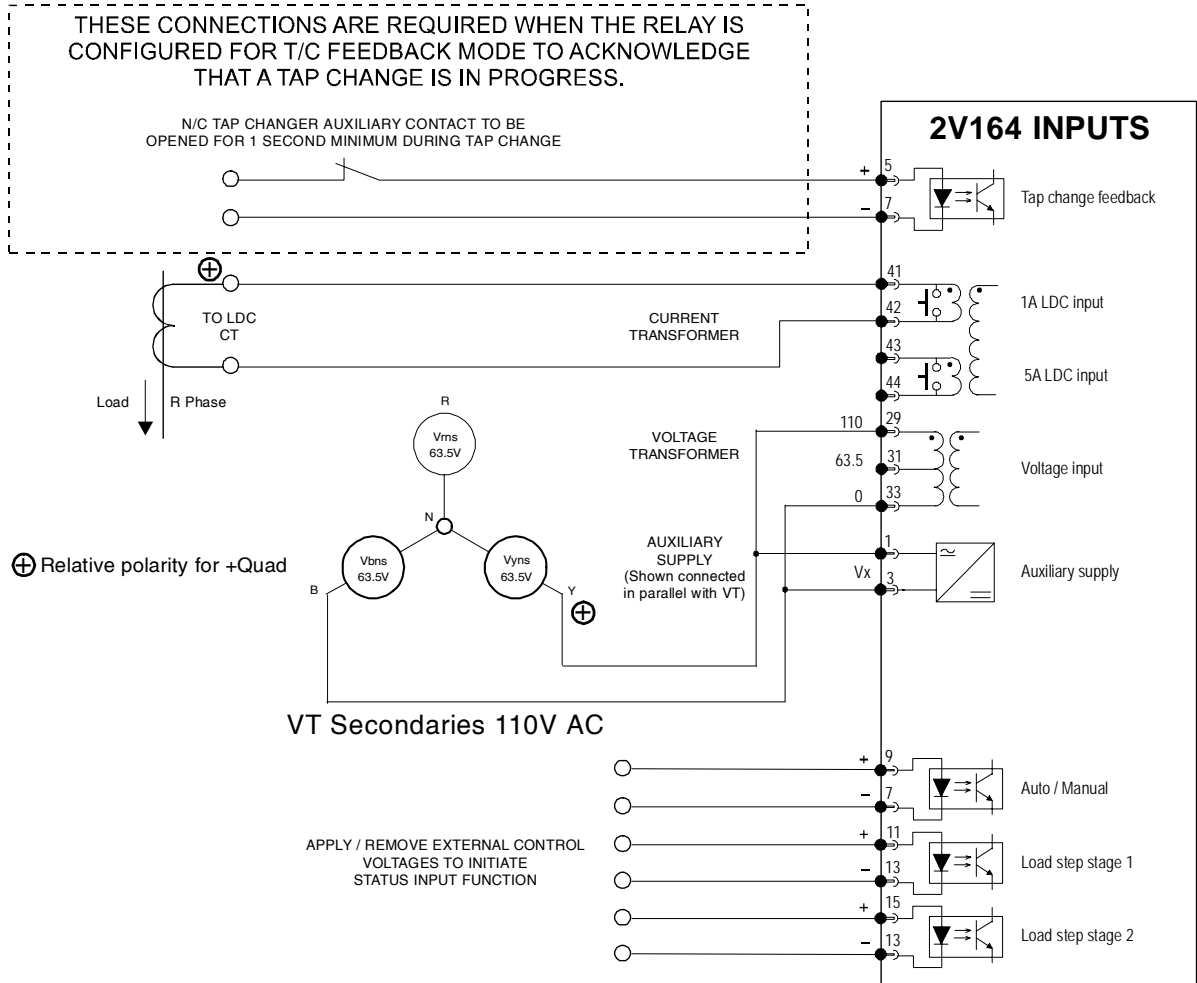 THESE CONNECTIONS ARE REQUIRED WHEN THE RELAY IS
CONFIGURED FOR T/C FEEDBACK MODE TO ACKNOWLEDGE
THAT A TAP CHANGE IS IN PROGRESS.
N/C TAP CHANGER AUXILIARY CONTACT TO BE
OPENED FOR 1 SECOND MINIMUM DURING TAP CHANGE
2V164 INPUTS
+ 5
− 7
Tap change feedback
TO LDC
CT
Load
R Phase
CURRENT
TRANSFORMER
41
42
1A LDC input
43
44
5A LDC input
R
Vrns
63.5V
N
Vbns
63.5V
Vyns
63.5V
B
Y
Relative polarity for +Quad
VOLTAGE
TRANSFORMER
110 29
63.5 31
0 33
Voltage input
AUXILIARY
SUPPLY
(Shown connected
in parallel with VT)
1
Vx 3
Auxiliary supply
VT Secondaries 110V AC
APPLY / REMOVE EXTERNAL CONTROL
VOLTAGES TO INITIATE
STATUS INPUT FUNCTION
+ 9
− 7
Auto / Manual
+ 11
− 13
Load step stage 1
+ 15
− 13
Load step stage 2